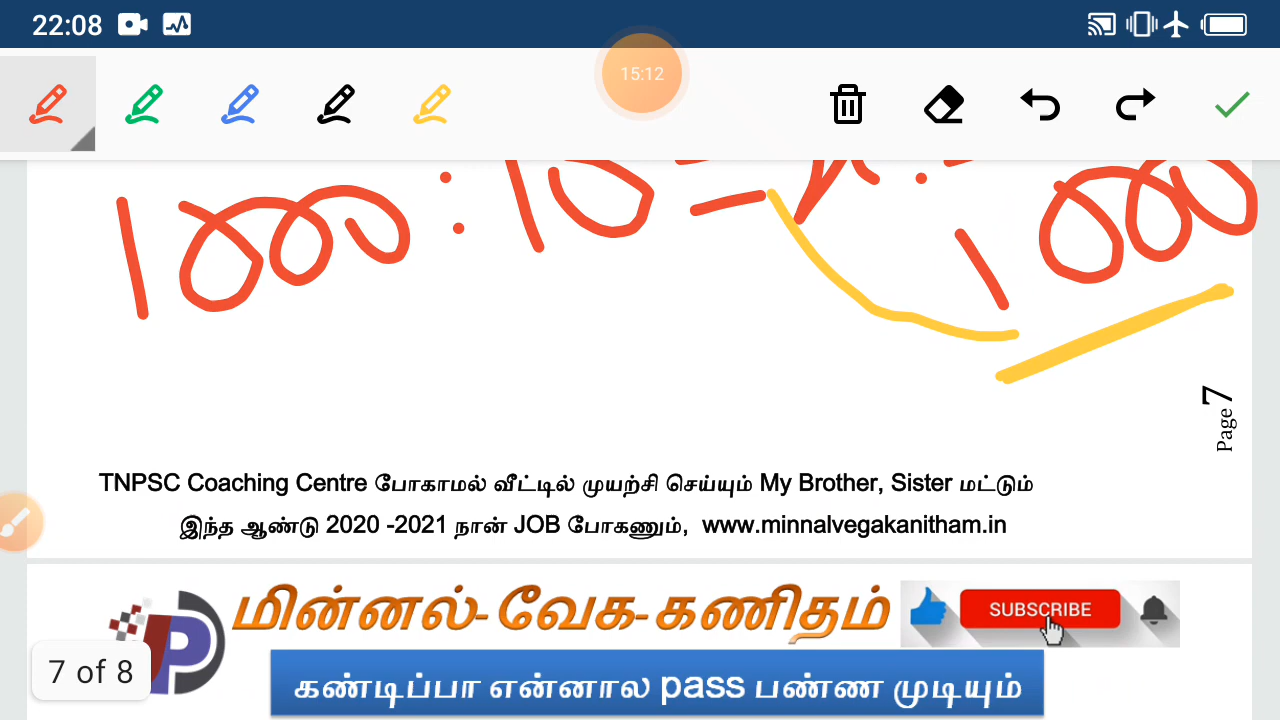 22:08
15:12
1000 : 10
1000
Page 7
TNPSC Coaching Centre போகாமல் வீட்டில் முயற்சி செய்யும் My Brother, Sister மட்டும்
இந்த ஆண்டு 2020 -2021 நான் JOB போகணும், www.minnalvegakanitham.in
மின்னல்-வேக-கணிதம்
SUBSCRIBE
7 of 8
கண்டிப்பா என்னால pass பண்ண முடியும்